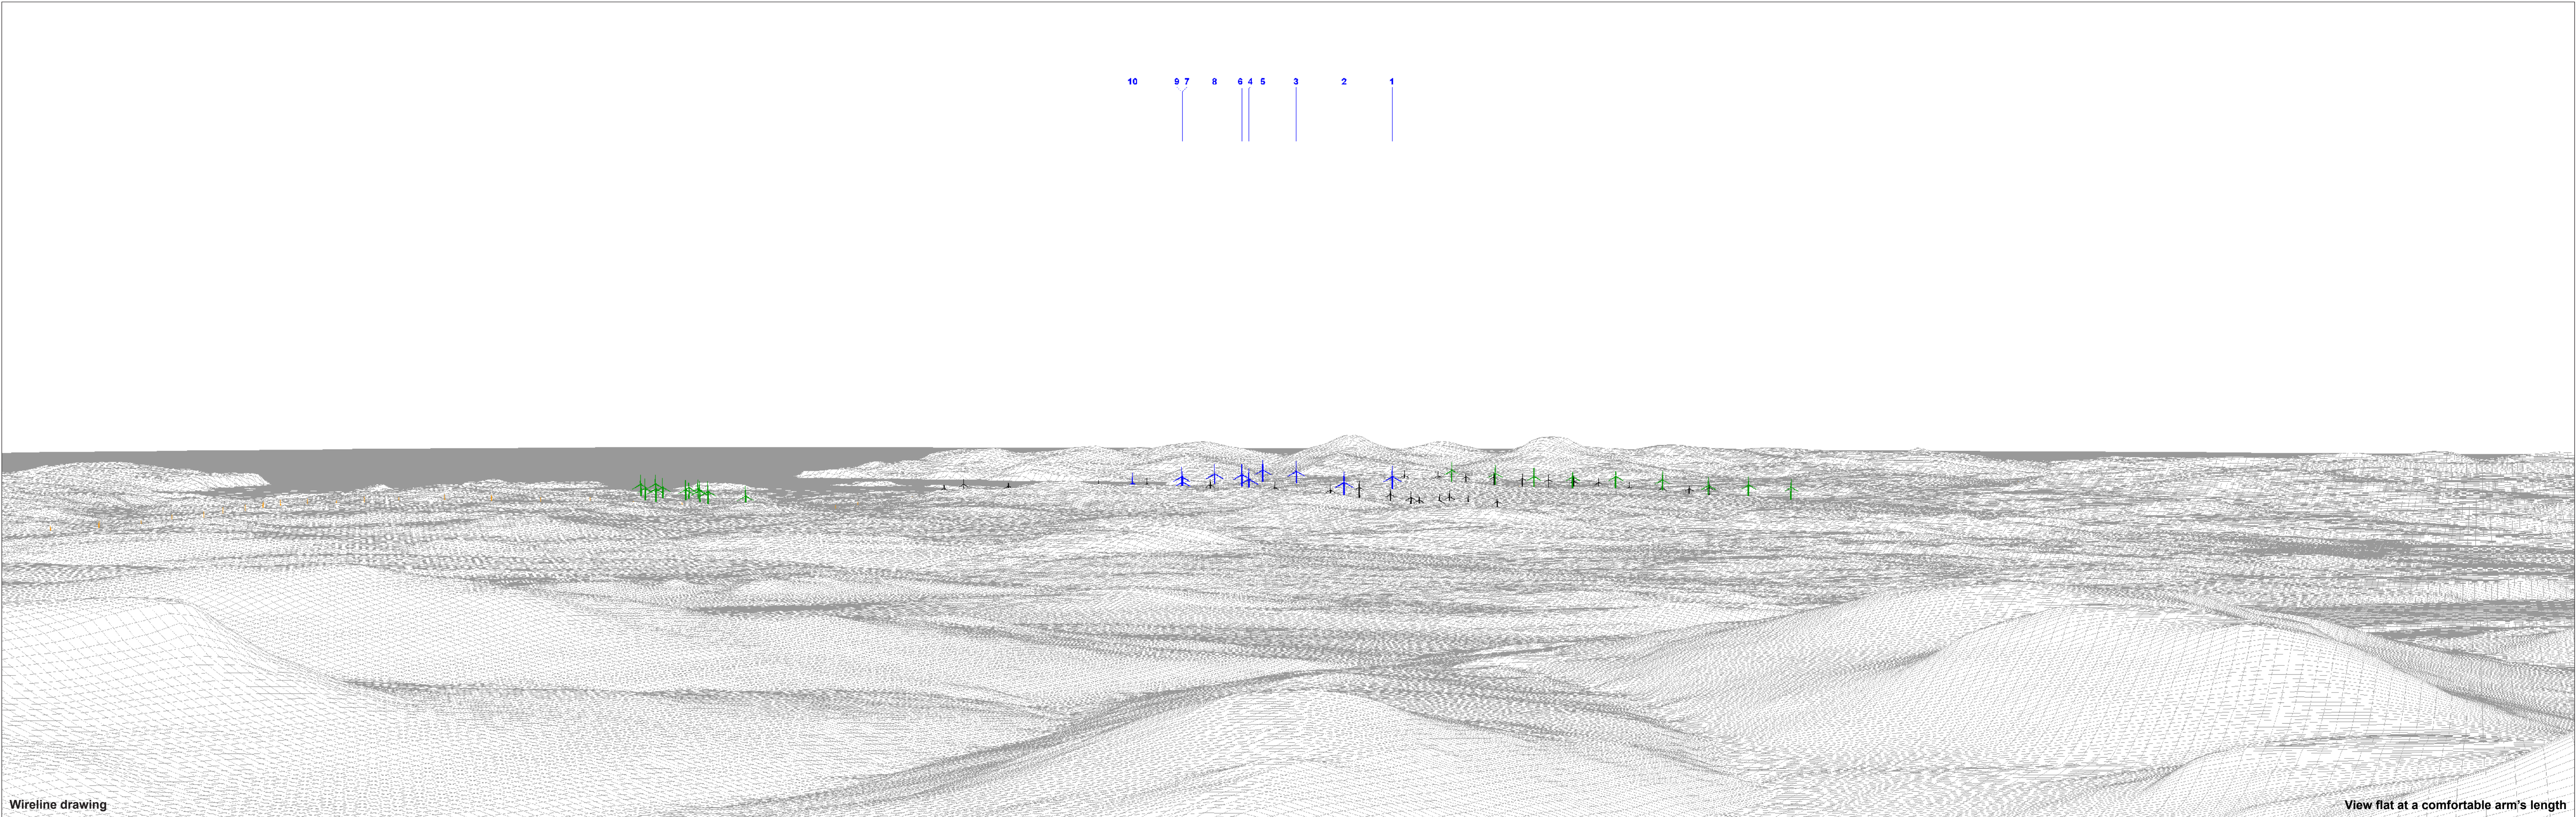 10 9 7 8 6 4 5 3 2 1
Wireline drawing
View flat at a comfortable arm's length